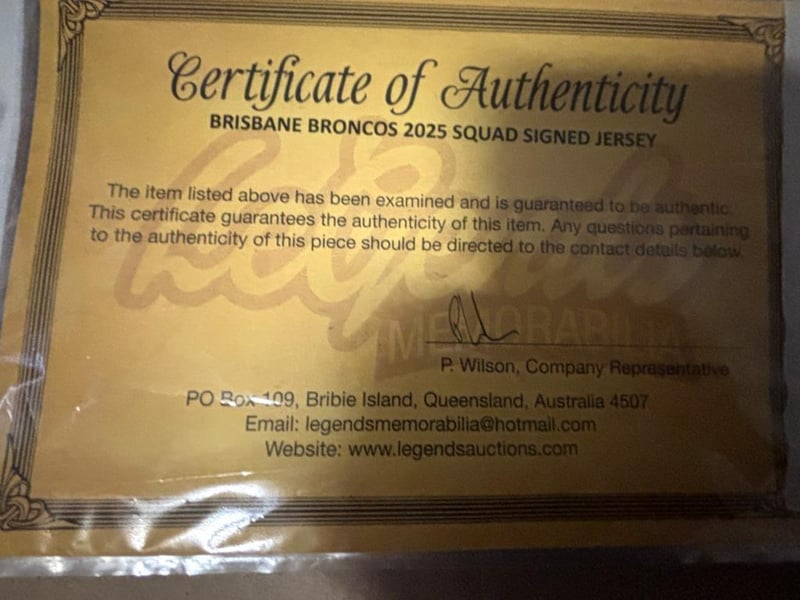 Certificate of Authenticity
BRISBANE BRONCOS 2025 SQUAD SIGNED JERSEY
The item listed above has been examined and is guaranteed to be authentic.
This certificate guarantees the authenticity of this item. Any questions pertaining
to the authenticity of this piece should be directed to the contact details below.
Legends
MEMORABILIA
P. Wilson, Company Representative
PO Box 109, Bribie Island, Queensland, Australia 4507
Email: legendsmemorabilia@hotmail.com
Website: www.legendsauctions.com